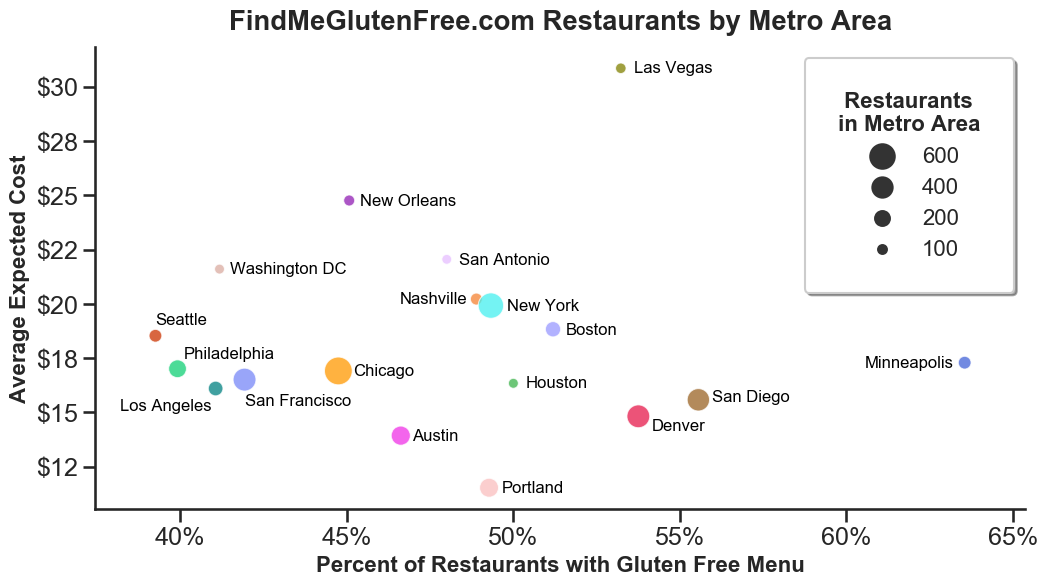 FindMeGlutenFree.com Restaurants by Metro Area
Average Expected Cost
$30
$28
$25
$22
$20
$18
$15
$12
Las Vegas
New Orleans
San Antonio
Washington DC
Nashville
New York
Seattle
Boston
Philadelphia
Chicago
Minneapolis
Los Angeles
San Francisco
Houston
San Diego
Denver
Austin
Portland
Restaurants
in Metro Area
600
400
200
100
40%
45%
50%
55%
60%
65%
Percent of Restaurants with Gluten Free Menu